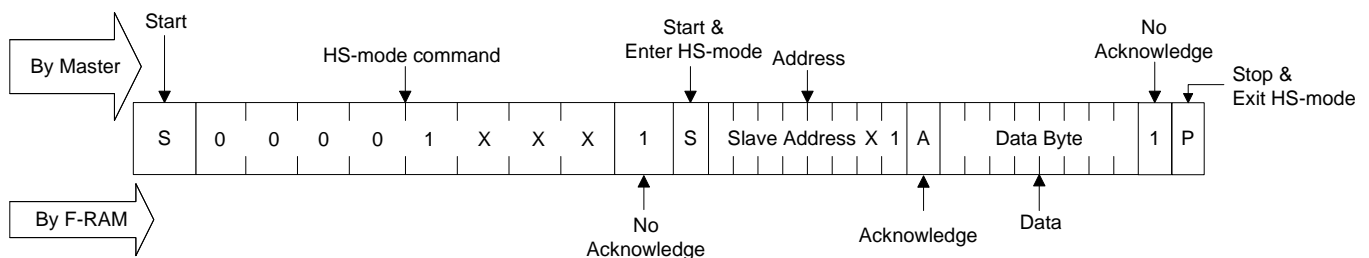 Start
HS-mode command
Start &
Enter HS-mode
Address
No
Acknowledge
Stop &
Exit HS-mode
By Master
S 0 0 0 0 1 X X X 1 S Slave Address X 1 A Data Byte 1 P
By F-RAM
No
Acknowledge
Acknowledge
Data